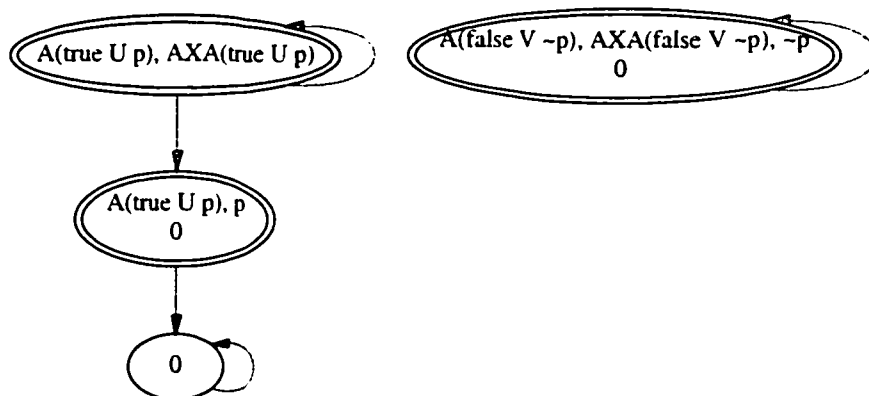 A(true U p), AXA(true U p)
A(false V ~p), AXA(false V ~p), ~p
0
A(true U p), p
0
0